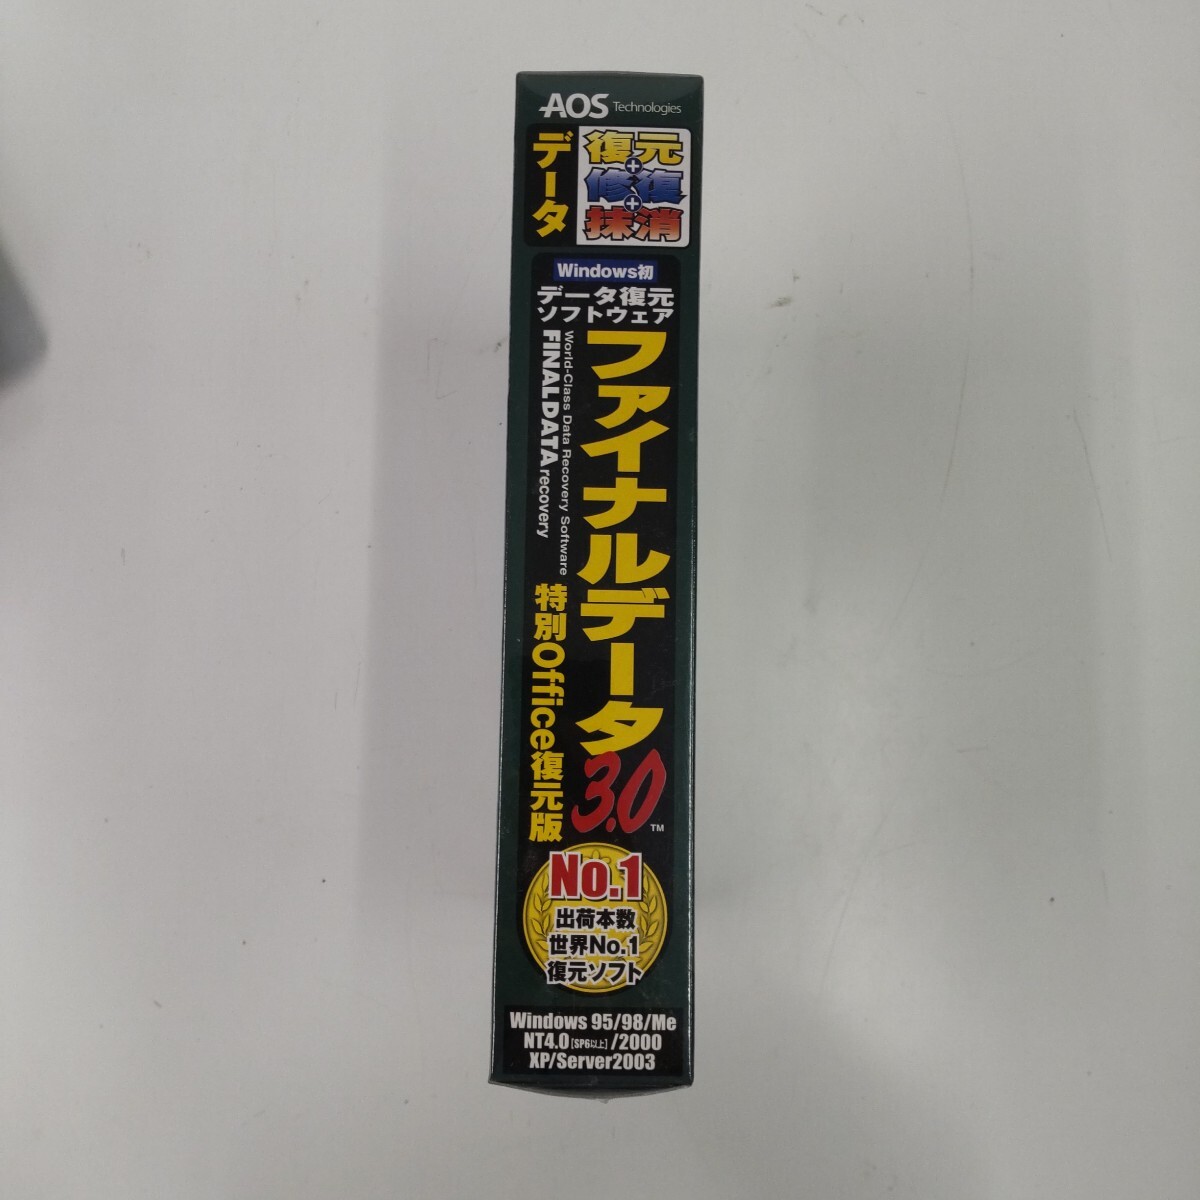 AOS Technologies
データ
復元
+
修復
+
抹消
Windows初
データ復元
ソフトウェア
ファイナルデータ3.0™
World-Class Data Recovery Software
FINALDATA recovery
特別Office復元版
No.1
出荷本数
世界No.1
復元ソフト
Windows 95/98/Me
NT4.0[SP6以上]/2000
XP/Server2003